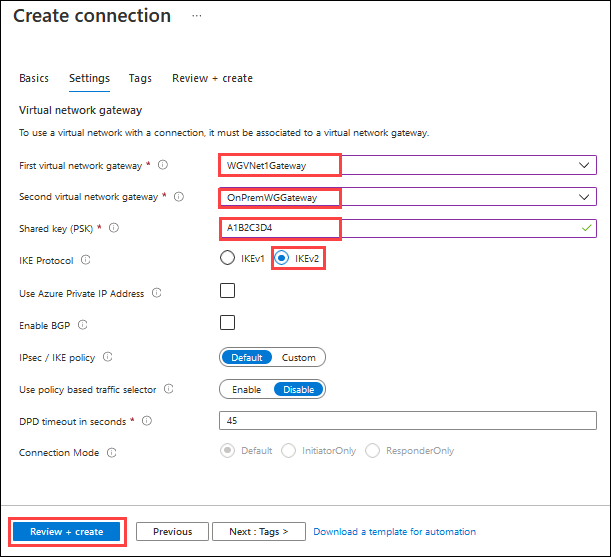 Create connection ...
Basics Settings Tags Review + create
Virtual network gateway
To use a virtual network with a connection, it must be associated to a virtual network gateway.
First virtual network gateway * WGVNet1Gateway
Second virtual network gateway * OnPremWGGateway
Shared key (PSK) * A1B2C3D4
IKE Protocol IKEv1 IKEv2
Use Azure Private IP Address
Enable BGP
IPsec / IKE policy Default Custom
Use policy based traffic selector Enable Disable
DPD timeout in seconds * 45
Connection Mode Default InitiatorOnly ResponderOnly
Review + create Previous Next : Tags > Download a template for automation